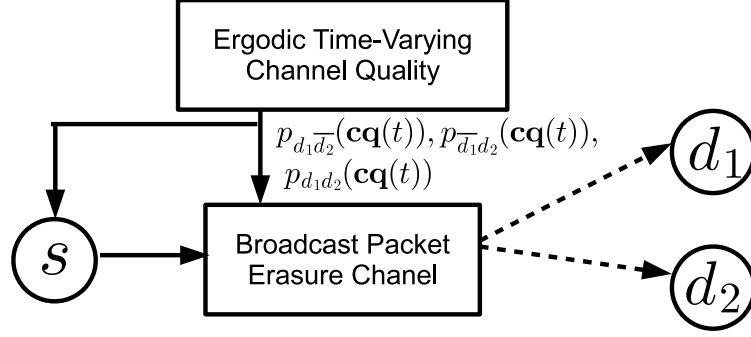 Ergodic Time-Varying
Channel Quality
$p_{d_1\overline{d_2}}(\mathbf{cq}(t)), p_{\overline{d_1}d_2}(\mathbf{cq}(t)),$
$p_{d_1d_2}(\mathbf{cq}(t))$
$d_1$
$s$
Broadcast Packet
Erasure Chanel
$d_2$